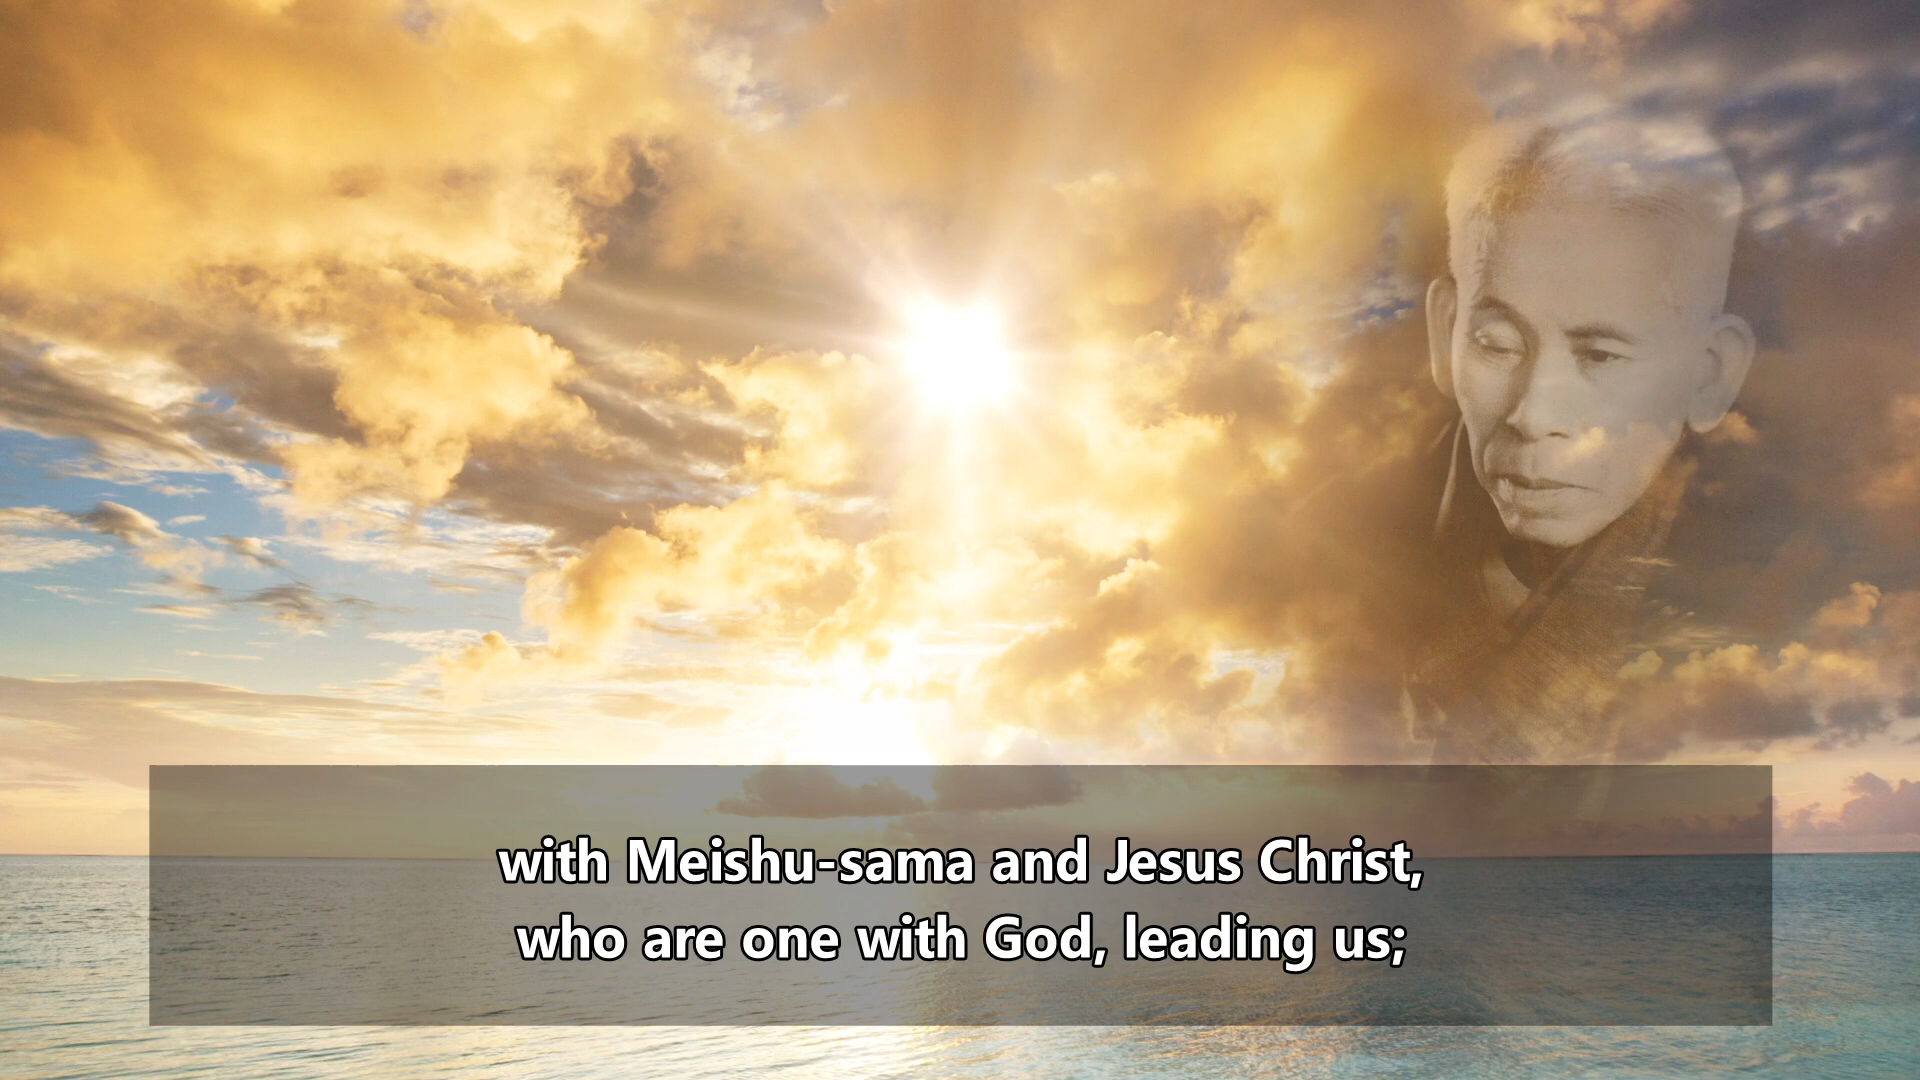 with Meishu-sama and Jesus Christ,
who are one with God, leading us;